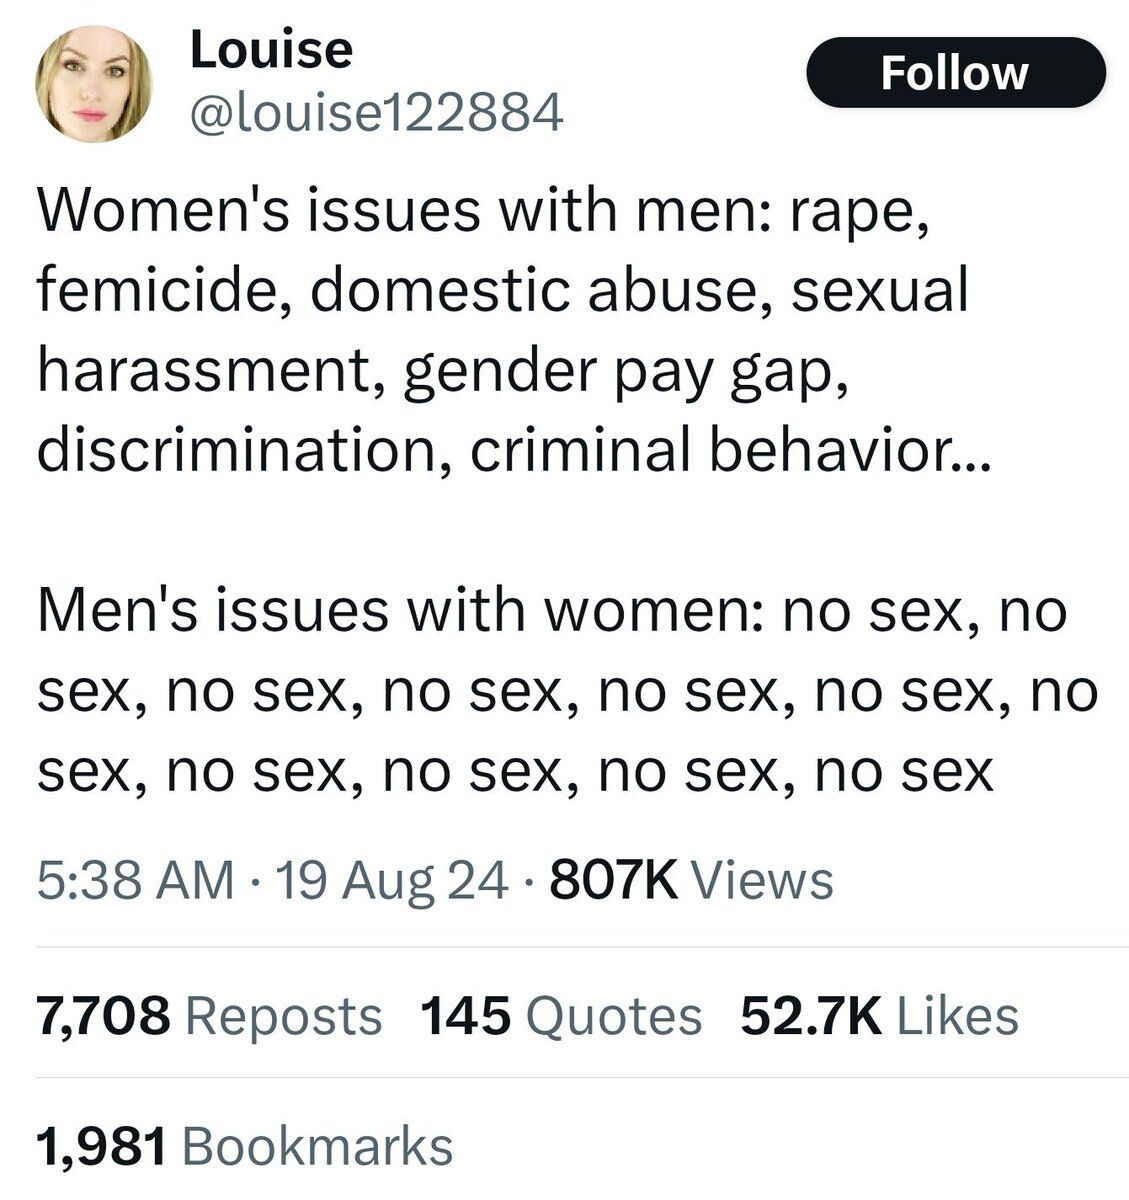 Louise
@louise122884
Follow
Women's issues with men: rape,
femicide, domestic abuse, sexual
harassment, gender pay gap,
discrimination, criminal behavior...
Men's issues with women: no sex, no
sex, no sex, no sex, no sex, no sex, no
sex, no sex, no sex, no sex, no sex
5:38 AM · 19 Aug 24 · 807K Views
7,708 Reposts 145 Quotes 52.7K Likes
1,981 Bookmarks